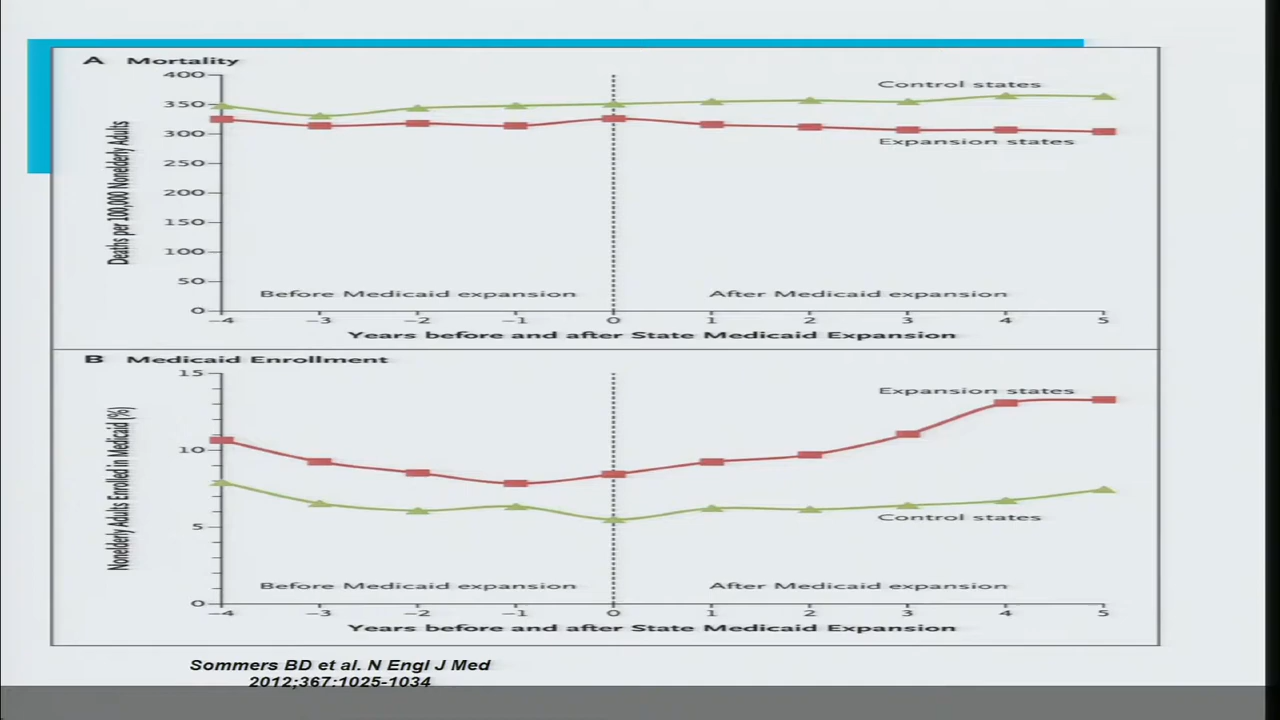 A Mortality
400
350
300
250
200
150
100
50
0
Deaths per 100,000 Nonelderly Adults
Control states
Expansion states
Before Medicaid expansion
After Medicaid expansion
−4 −3 −2 −1 0 1 2 3 4 5
Years before and after State Medicaid Expansion
B Medicaid Enrollment
15
10
5
0
Nonelderly Adults Enrolled in Medicaid (%)
Expansion states
Control states
Before Medicaid expansion
After Medicaid expansion
−4 −3 −2 −1 0 1 2 3 4 5
Years before and after State Medicaid Expansion
Sommers BD et al. N Engl J Med
2012;367:1025-1034